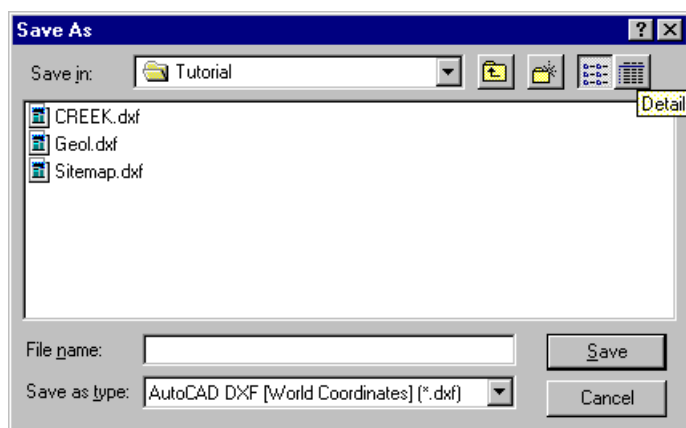 Save As
Save in: Tutorial
Detail
CREEK.dxf
Geol.dxf
Sitemap.dxf
File name: Save
Save as type: AutoCAD DXF [World Coordinates] (*.dxf) Cancel